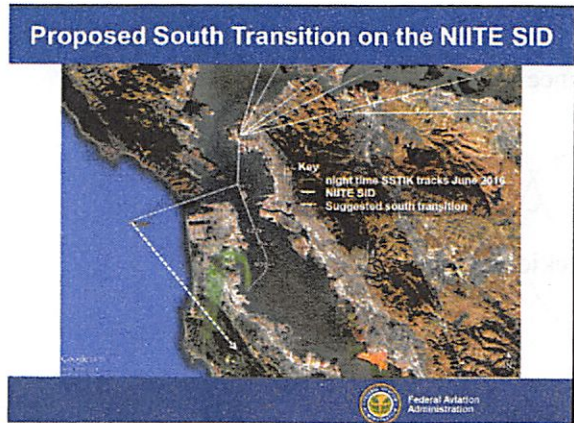 Proposed South Transition on the NIITE SID
Key
night time SSTIK tracks June 2016
NIITE SID
Suggested south transition
Google
Federal Aviation
Administration